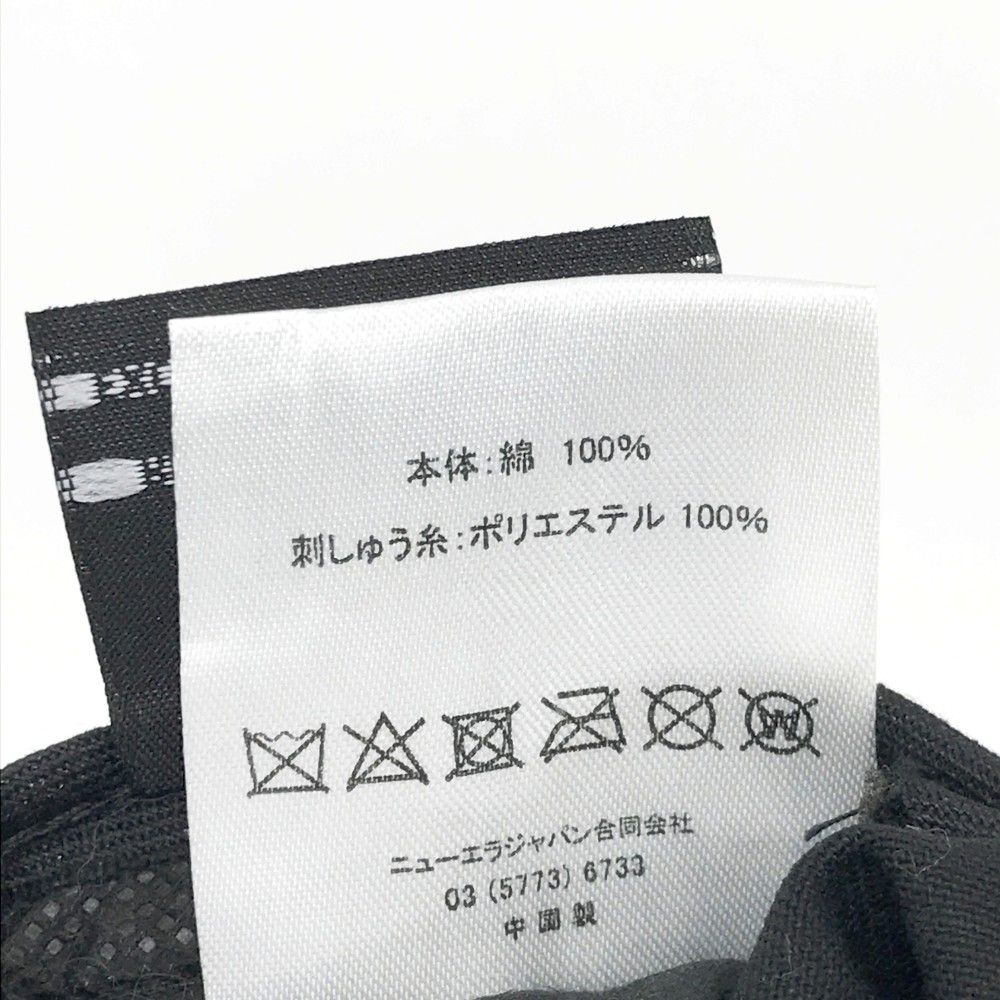 本体:綿 100%
刺しゅう糸:ポリエステル 100%
ニューエラジャパン合同会社
03 (5773) 6733
中国製